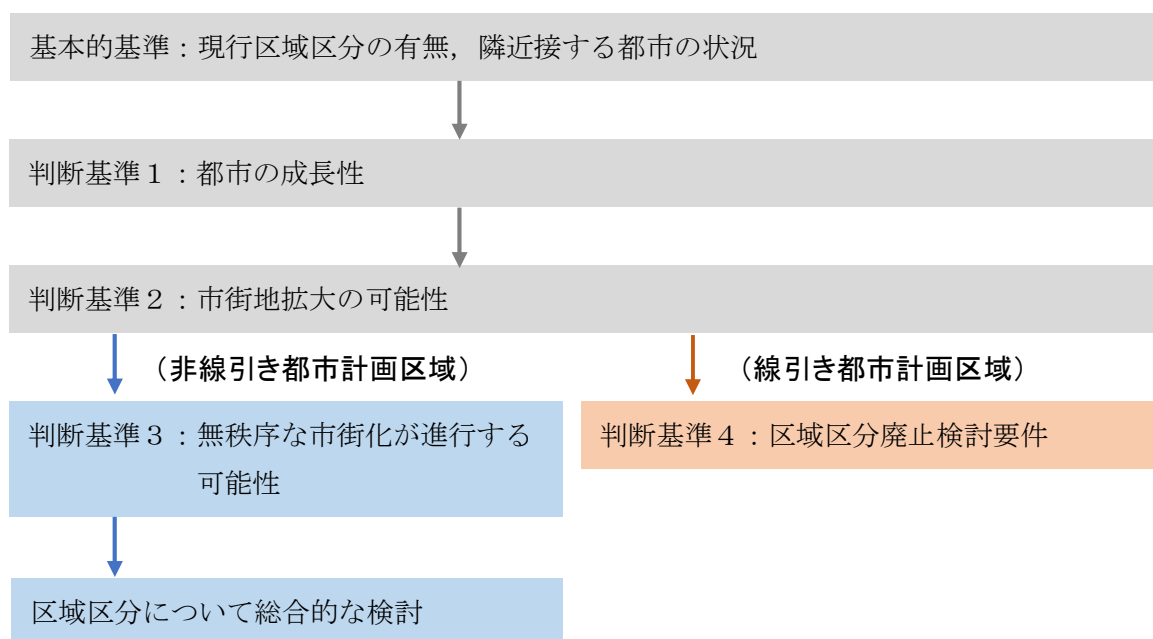 基本的基準：現行区域区分の有無，隣近接する都市の状況
判断基準１：都市の成長性
判断基準２：市街地拡大の可能性
（非線引き都市計画区域）
（線引き都市計画区域）
判断基準３：無秩序な市街化が進行する
可能性
判断基準４：区域区分廃止検討要件
区域区分について総合的な検討